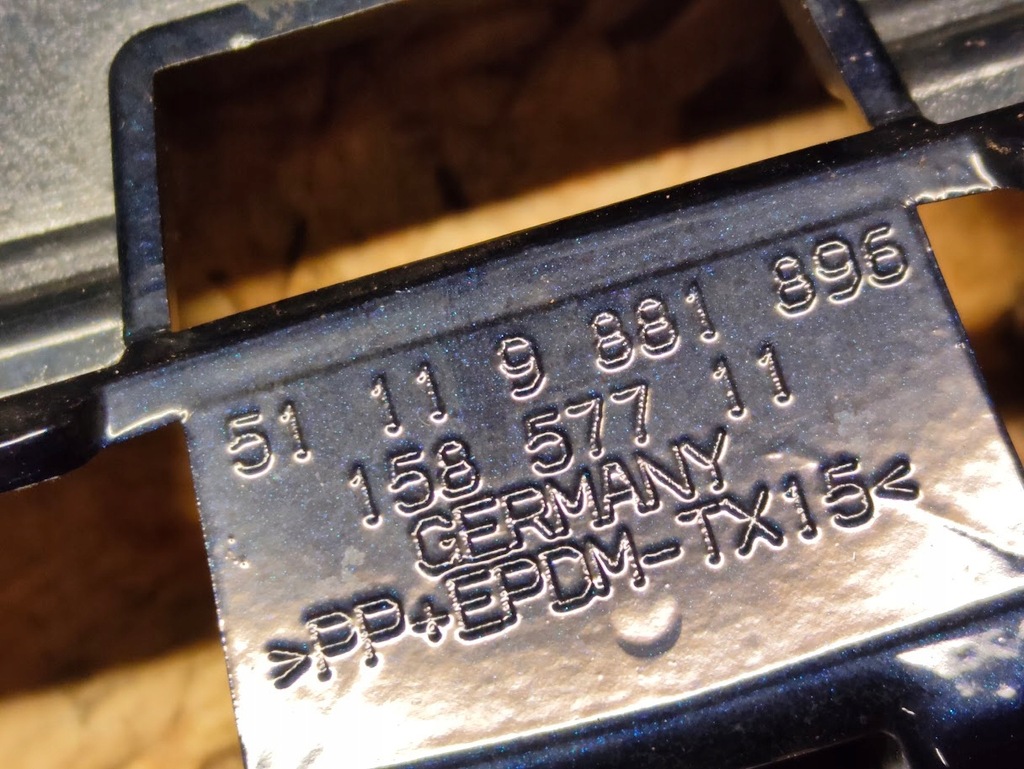 51 11 9 881 896
158 577 11
GERMANY
>PP+EPDM-TX15<